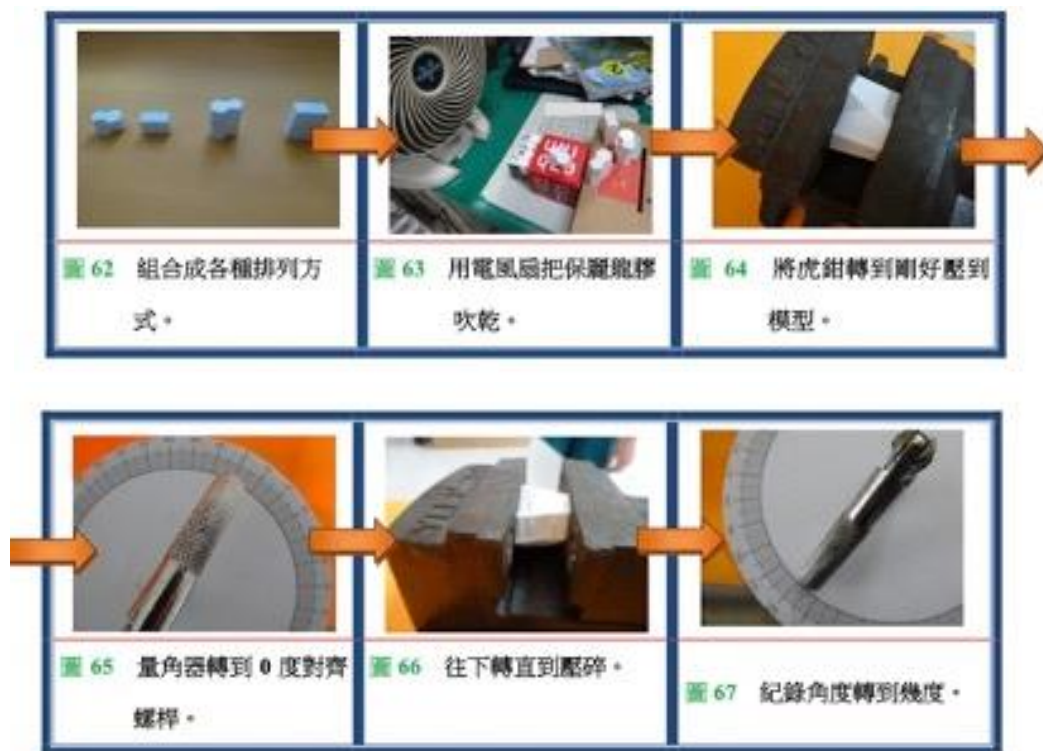 圖 62 組合成各種排列方
式。
圖 63 用電風扇把保麗龍膠
吹乾。
圖 64 將虎鉗轉到剛好壓到
模型。
圖 65 量角器轉到 0 度對齊
螺桿。
圖 66 往下轉直到壓碎。
圖 67 紀錄角度轉到幾度。